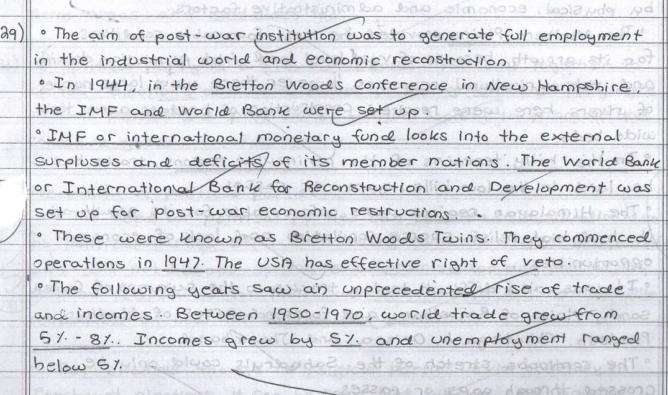 29) • The aim of post-war institution was to generate full employment
in the industrial world and economic reconstruction.
• In 1944, in the Bretton Woods Conference in New Hampshire,
the IMF and World Bank were set up.
• IMF or international monetary fund looks into the external
surpluses and deficits of its member nations. The World Bank
or International Bank for Reconstruction and Development was
set up for post-war economic restructions.
• These were known as Bretton Woods Twins. They commenced
operations in 1947. The USA has effective right of veto.
• The following years saw an unprecedented rise of trade
and incomes. Between 1950-1970, world trade grew from
5% - 8%. Incomes grew by 5% and unemployment ranged
below 5%.